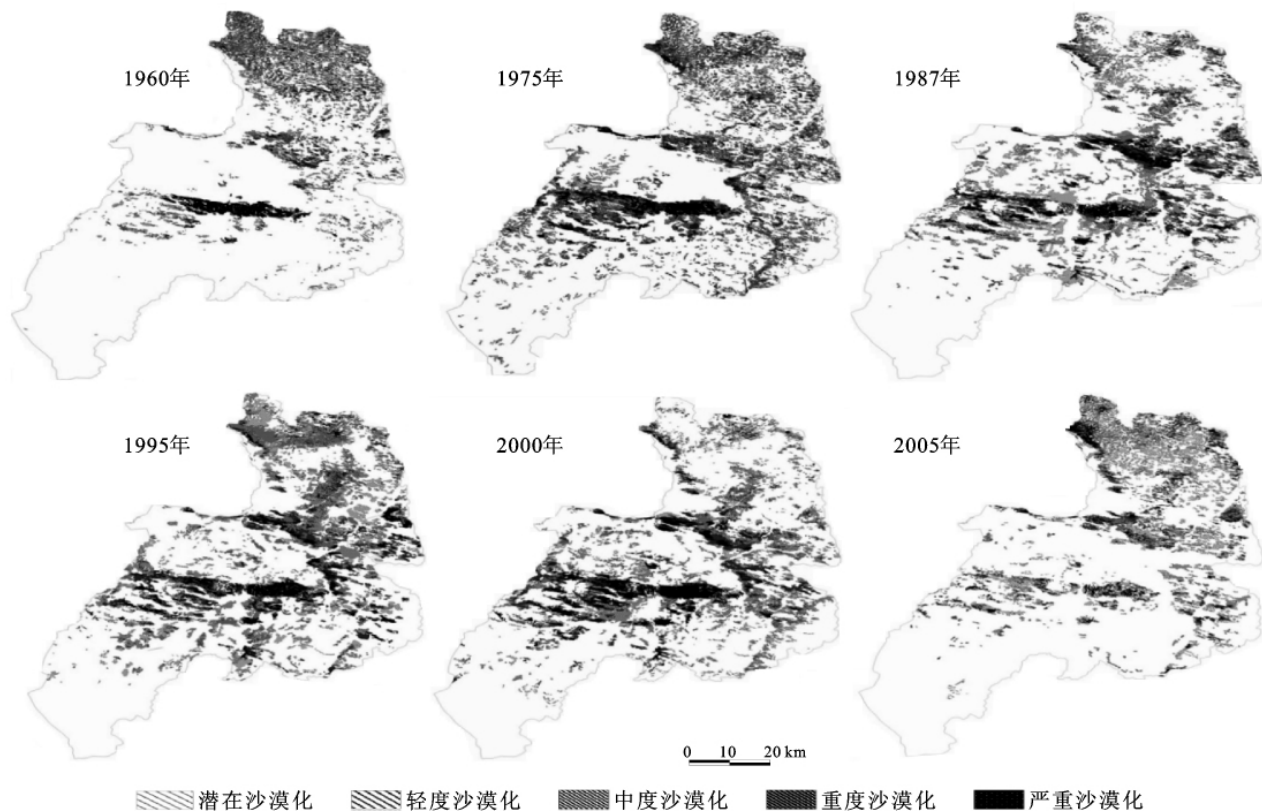 1960年
1975年
1987年
1995年
2000年
2005年
0 10 20 km
潜在沙漠化 轻度沙漠化 中度沙漠化 重度沙漠化 严重沙漠化